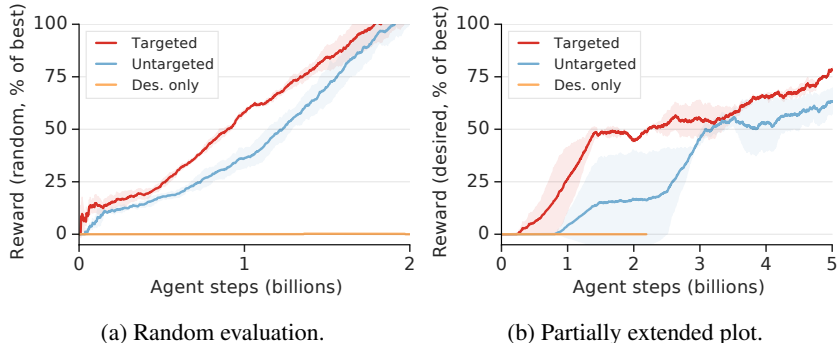 Reward (random, % of best)
100
75
50
25
0
Targeted
Untargeted
Des. only
0
1
2
Agent steps (billions)
(a) Random evaluation.
Reward (desired, % of best)
100
75
50
25
0
Targeted
Untargeted
Des. only
0
1
2
3
4
5
Agent steps (billions)
(b) Partially extended plot.